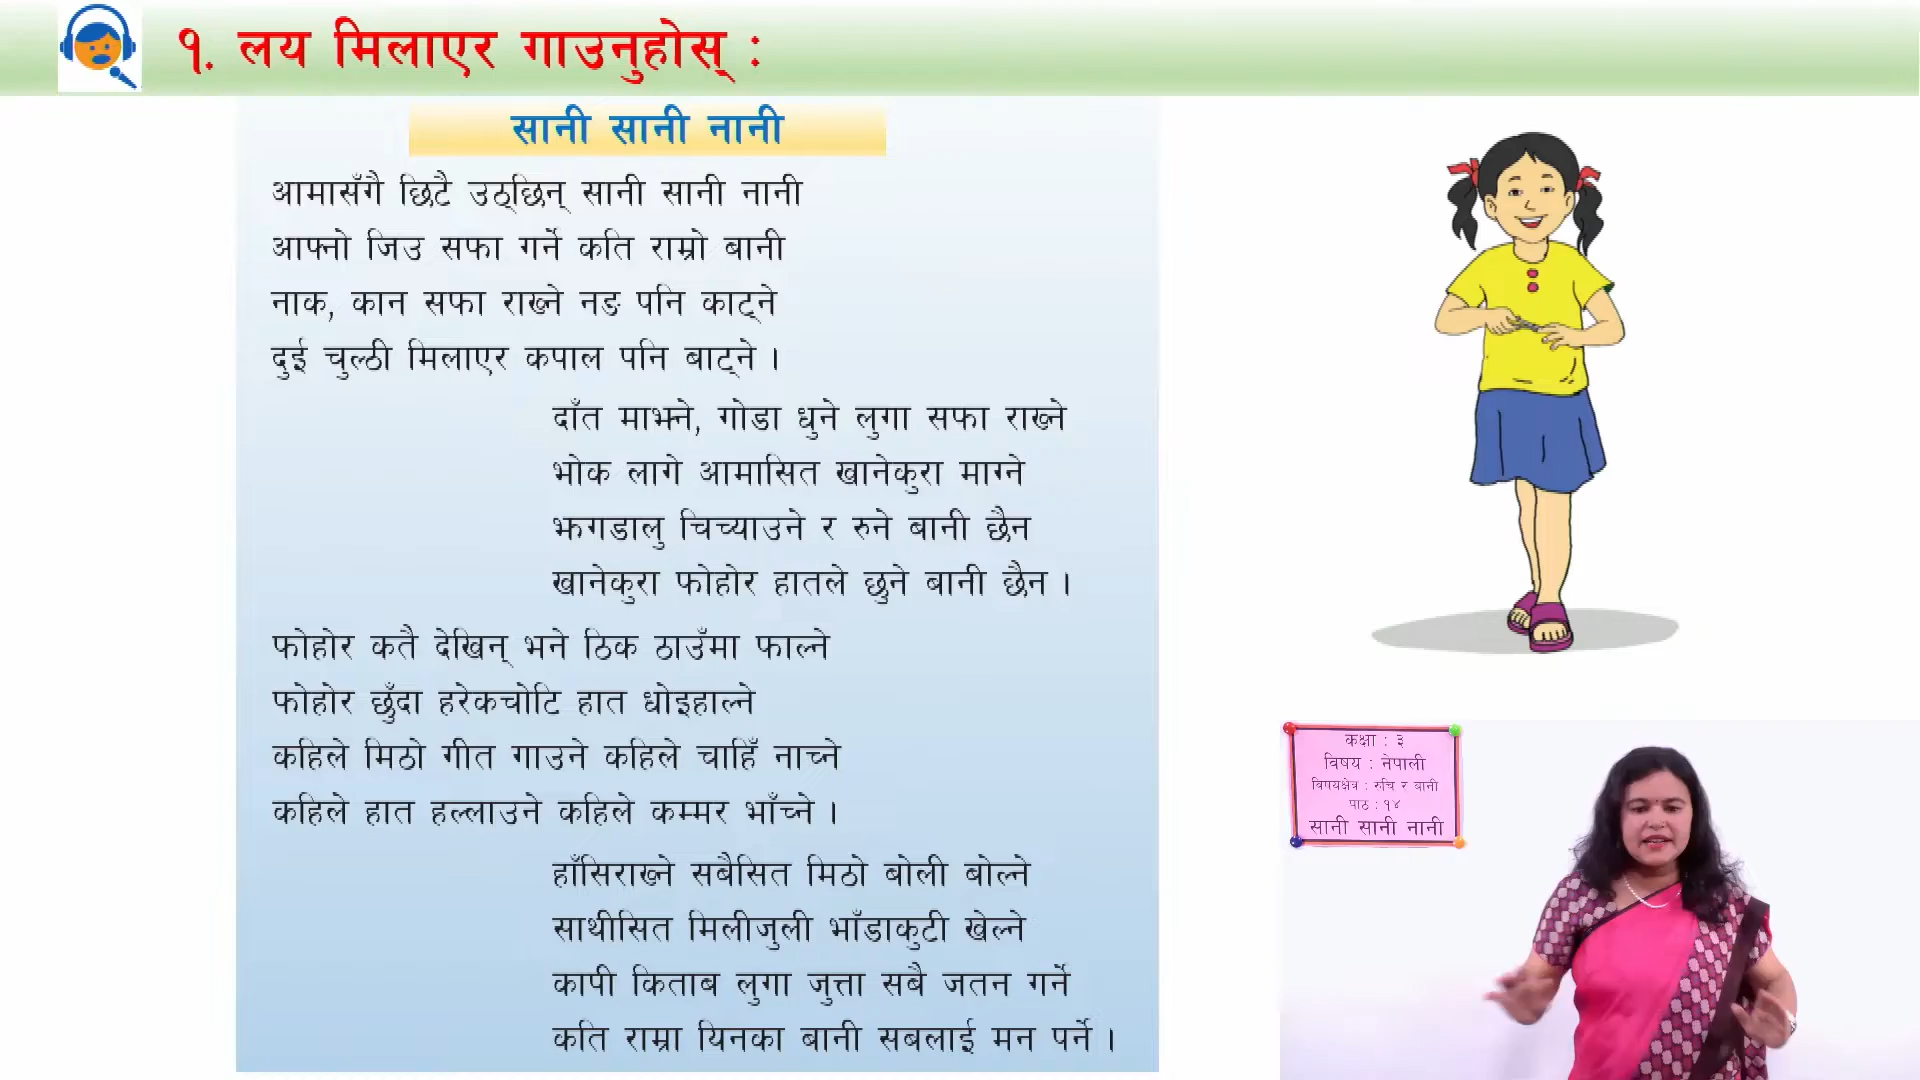 १. लय मिलाएर गाउनुहोस् :
सानी सानी नानी
आमासँगै छिटै उठ्छिन् सानी सानी नानी
आफ्नो जिउ सफा गर्ने कति राम्रो बानी
नाक, कान सफा राख्ने नङ पनि काट्ने
दुई चुल्ठी मिलाएर कपाल पनि बाट्ने ।
दाँत माझ्ने, गोडा धुने लुगा सफा राख्ने
भोक लागे आमासित खानेकुरा माग्ने
झगडालु चिच्याउने र रुने बानी छैन
खानेकुरा फोहोर हातले छुने बानी छैन ।
फोहोर कतै देखिन् भने ठिक ठाउँमा फाल्ने
फोहोर छुँदा हरेकचोटि हात धोइहाल्ने
कहिले मिठो गीत गाउने कहिले चाहिँ नाच्ने
कहिले हात हल्लाउने कहिले कम्मर भाँच्ने ।
हाँसिराख्ने सबैसित मिठो बोली बोल्ने
साथीसित मिलीजुली भाँडाकुटी खेल्ने
कापी किताब लुगा जुत्ता सबै जतन गर्ने
कति राम्रा यिनका बानी सबलाई मन पर्ने ।
कक्षा : ३
विषय : नेपाली
विषयक्षेत्र : रुचि र बानी
पाठ : १४
सानी सानी नानी